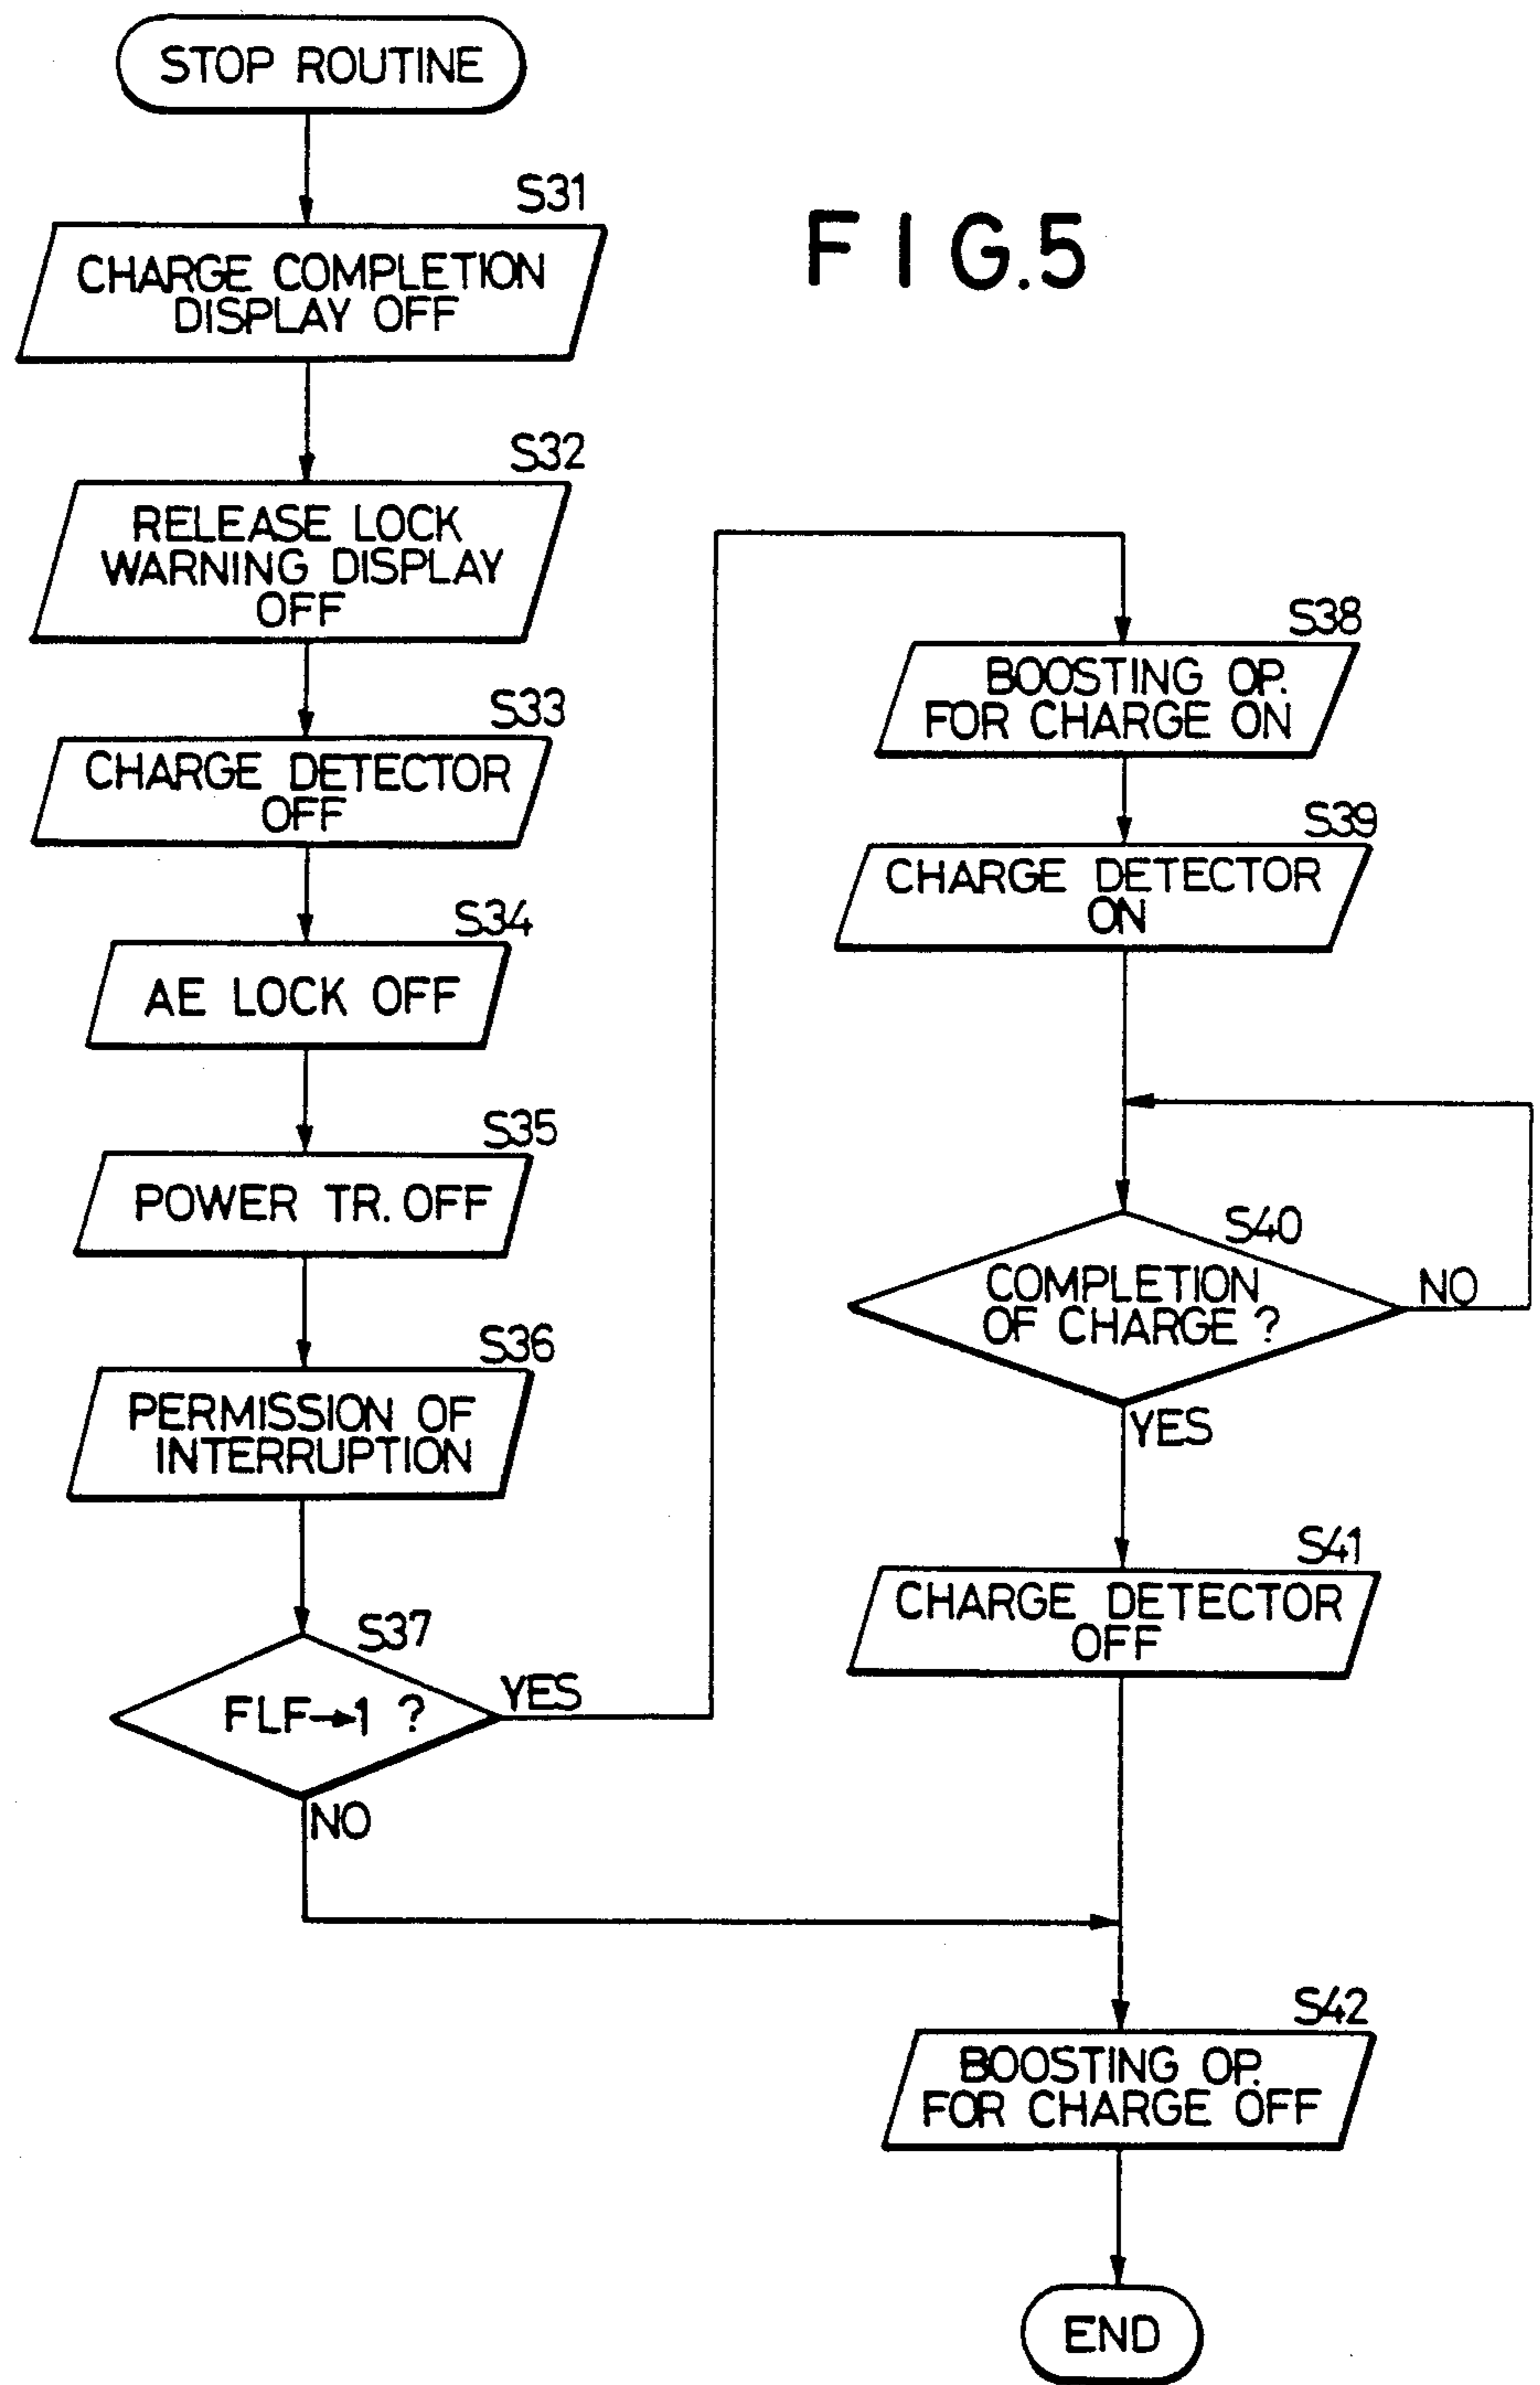 STOP ROUTINE
FIG.5
S31
CHARGE COMPLETION
DISPLAY OFF
S32
RELEASE LOCK
WARNING DISPLAY
OFF
S33
CHARGE DETECTOR
OFF
S34
AE LOCK OFF
S35
POWER TR. OFF
S36
PERMISSION OF
INTERRUPTION
S37
FLF→1 ?
YES
NO
S38
BOOSTING OP.
FOR CHARGE ON
S39
CHARGE DETECTOR
ON
S40
COMPLETION
OF CHARGE ?
NO
YES
S41
CHARGE DETECTOR
OFF
S42
BOOSTING OP.
FOR CHARGE OFF
END